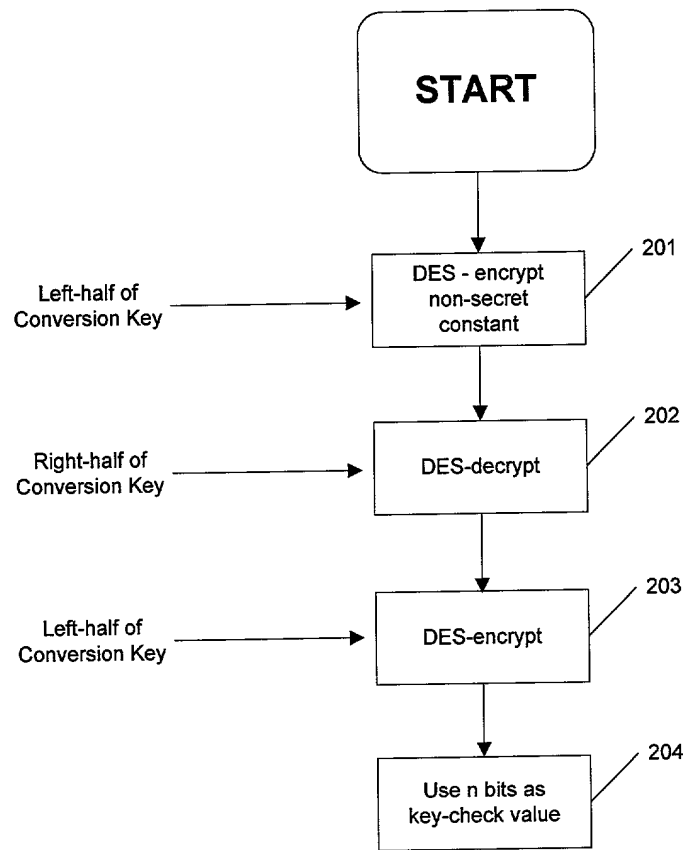 START
201
DES - encrypt
non-secret
constant
Left-half of
Conversion Key
202
DES-decrypt
Right-half of
Conversion Key
203
DES-encrypt
Left-half of
Conversion Key
204
Use n bits as
key-check value